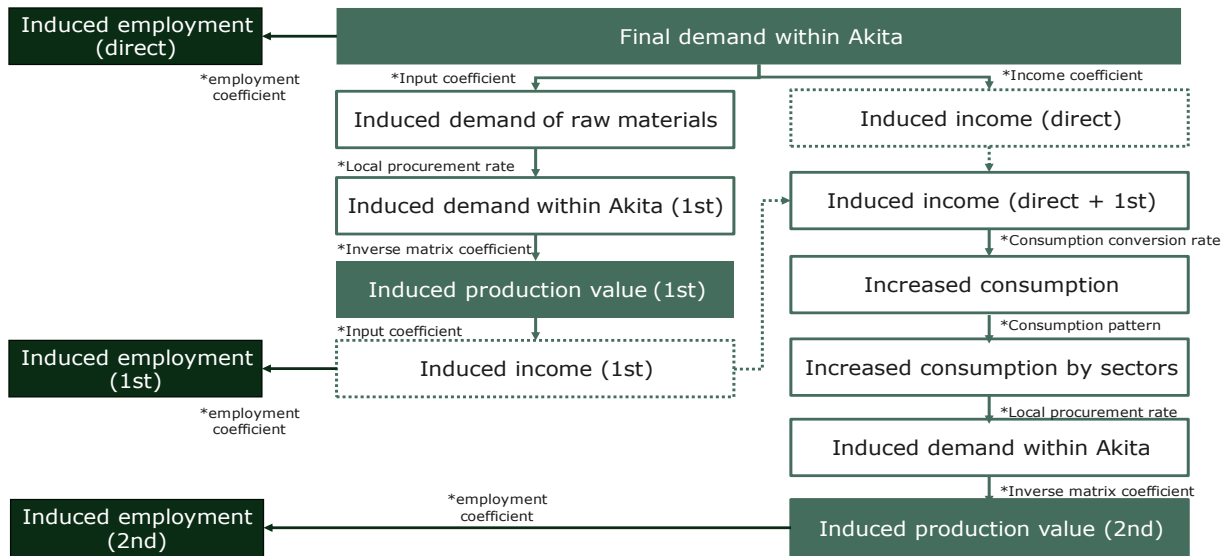 Induced employment
(direct)
Final demand within Akita
*employment
coefficient
*Input coefficient
*Income coefficient
Induced demand of raw materials
Induced income (direct)
*Local procurement rate
Induced demand within Akita (1st)
Induced income (direct + 1st)
*Inverse matrix coefficient
*Consumption conversion rate
Induced production value (1st)
Increased consumption
*Input coefficient
*Consumption pattern
Induced employment
(1st)
Induced income (1st)
Increased consumption by sectors
*employment
coefficient
*Local procurement rate
Induced demand within Akita
*Inverse matrix coefficient
*employment
coefficient
Induced employment
(2nd)
Induced production value (2nd)